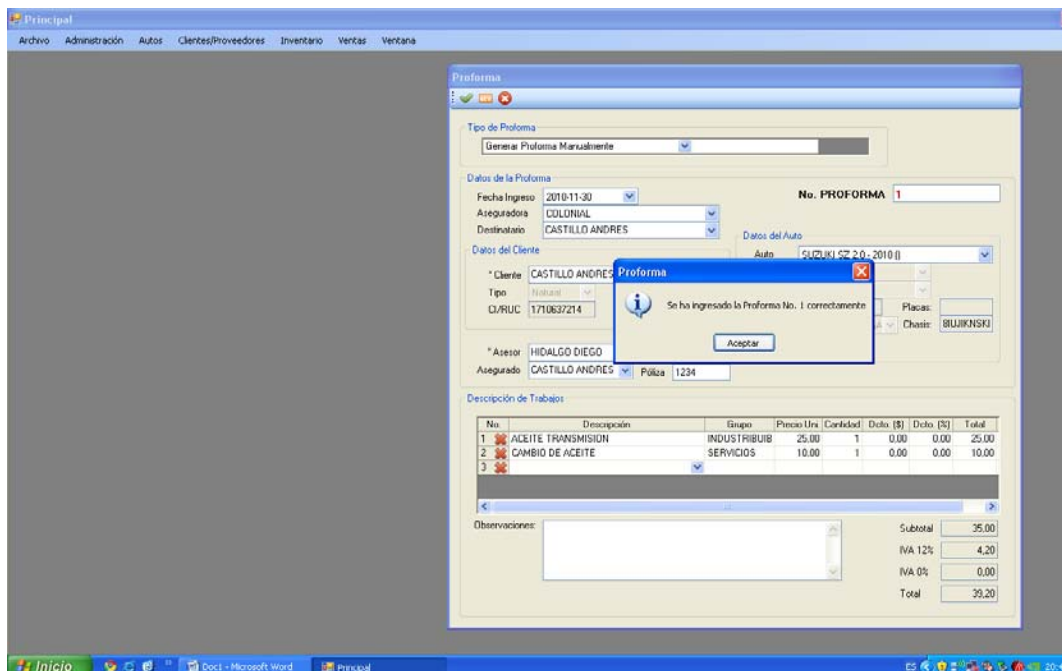 Principal
Archivo Administración Autos Clientes/Proveedores Inventario Ventas Ventana
Proforma
Tipo de Proforma
Generar Proforma Manualmente
Datos de la Proforma
Fecha Ingreso 2010-11-30 No. PROFORMA 1
Aseguradora COLONIAL
Destinatario CASTILLO ANDRES
Datos del Auto
Datos del Cliente
Auto SUZUKI SZ 2.0 - 2010 ()
* Cliente CASTILLO ANDRES
Proforma
Tipo Natural
Se ha ingresado la Proforma No. 1 correctamente
CI/RUC 1710637214
Placas:
Chasis: 8IUJIKNSKJ
Aceptar
* Asesor HIDALGO DIEGO
Asegurado CASTILLO ANDRES Póliza 1234
Descripción de Trabajos
No. Descripción Grupo Precio Uni Cantidad Dcto. ($) Dcto. (%) Total
1 ACEITE TRANSMISION INDUSTRIBUIB 25,00 1 0,00 0,00 25,00
2 CAMBIO DE ACEITE SERVICIOS 10,00 1 0,00 0,00 10,00
3
Observaciones:
Subtotal 35,00
IVA 12% 4,20
IVA 0% 0,00
Total 39,20
Inicio Doc1 - Microsoft Word Principal ES